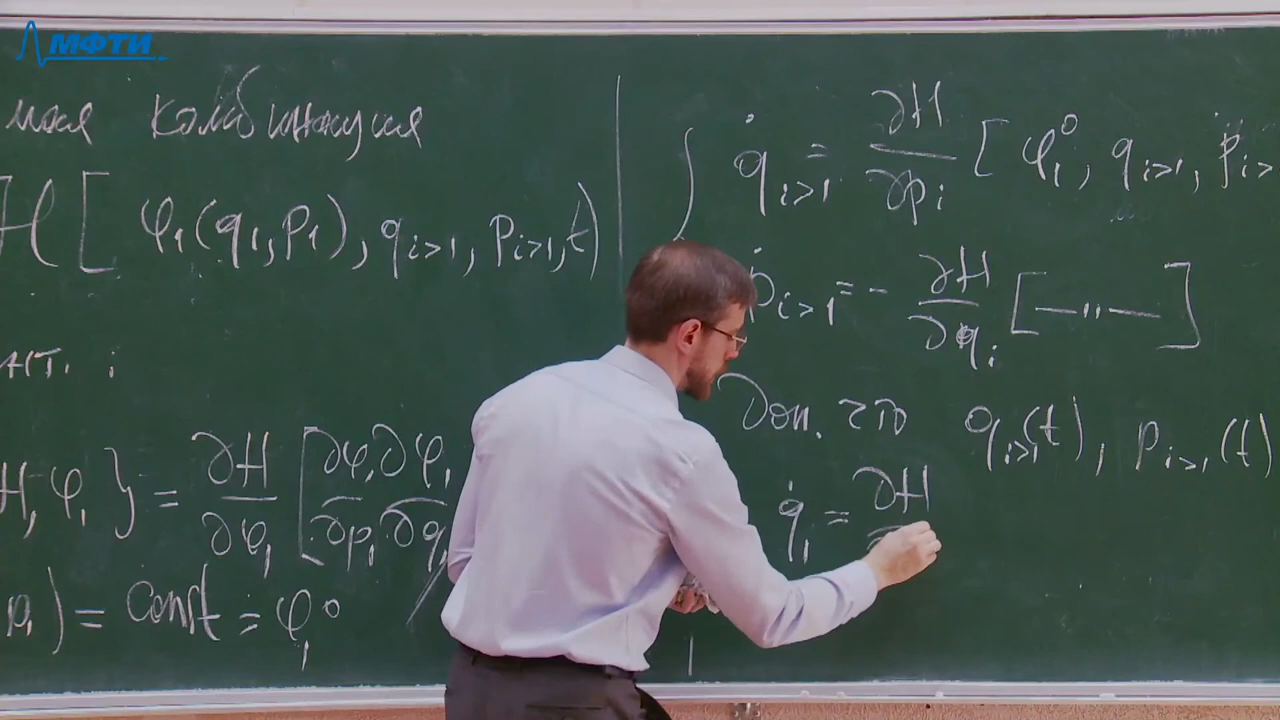 МФТИ
мая комбинация
H [ φ₁(q₁,p₁), q_{i>1}, p_{i>1}, t)
инт. :
H, φ₁ } = ∂H/∂φ₁ [ ∂φ₁/∂p₁ ∂φ₁/∂q₁
p₁) = const = φ₁⁰
q̇_{i>1} = ∂H/∂p_i [ φ₁⁰, q_{i>1}, p_{i>
ṗ_{i>1} = - ∂H/∂q_i [ —„— ]
Доп. что q_{i>1}(t), p_{i>1}(t)
q̇₁ = ∂H